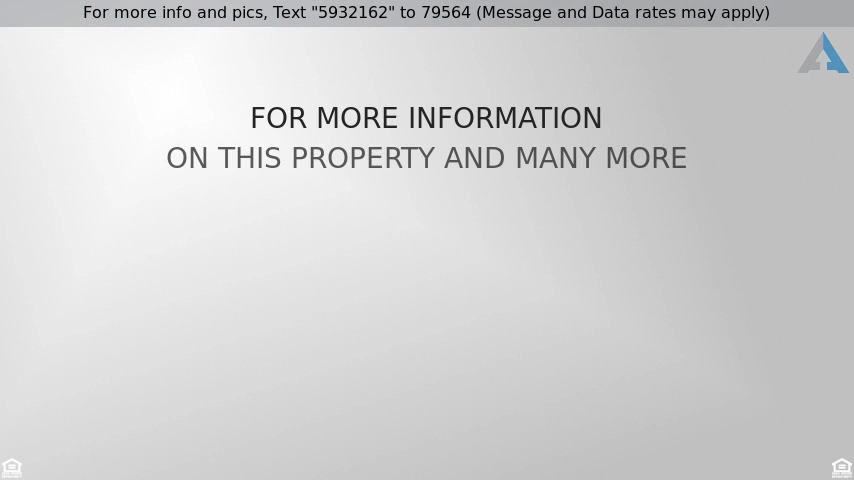 For more info and pics, Text "5932162" to 79564 (Message and Data rates may apply)
FOR MORE INFORMATION
ON THIS PROPERTY AND MANY MORE